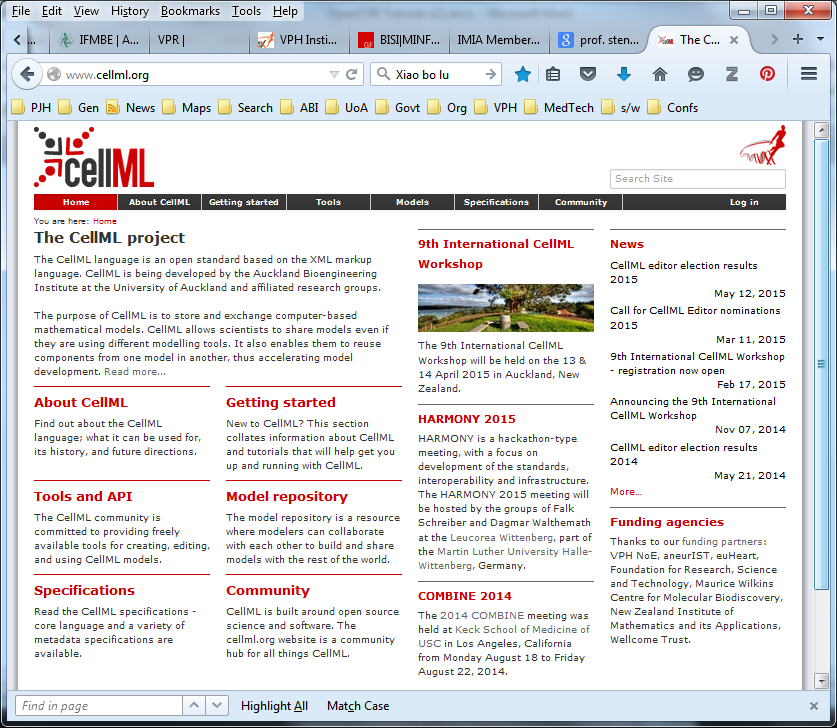 File Edit View History Bookmarks Tools Help
... IFMBE | A... VPR | VPH Insti... BISI|MINF... IMIA Member... prof. sten... The C...
www.cellml.org Xiao bo lu
PJH Gen News Maps Search ABI UoA Govt Org VPH MedTech s/w Confs
cellML
Search Site
Home About CellML Getting started Tools Models Specifications Community Log in
You are here: Home
The CellML project
The CellML language is an open standard based on the XML markup
language. CellML is being developed by the Auckland Bioengineering
Institute at the University of Auckland and affiliated research groups.
The purpose of CellML is to store and exchange computer-based
mathematical models. CellML allows scientists to share models even if
they are using different modelling tools. It also enables them to reuse
components from one model in another, thus accelerating model
development. Read more...
About CellML
Find out about the CellML
language; what it can be used for,
its history, and future directions.
Getting started
New to CellML? This section
collates information about CellML
and tutorials that will help get you
up and running with CellML.
Tools and API
The CellML community is
committed to providing freely
available tools for creating, editing,
and using CellML models.
Model repository
The model repository is a resource
where modelers can collaborate
with each other to build and share
models with the rest of the world.
Specifications
Read the CellML specifications -
core language and a variety of
metadata specifications are
available.
Community
CellML is built around open source
science and software. The
cellml.org website is a community
hub for all things CellML.
9th International CellML
Workshop
The 9th International CellML
Workshop will be held on the 13 &
14 April 2015 in Auckland, New
Zealand.
HARMONY 2015
HARMONY is a hackathon-type
meeting, with a focus on
development of the standards,
interoperability and infrastructure.
The HARMONY 2015 meeting will
be hosted by the groups of Falk
Schreiber and Dagmar Walthemath
at the Leucorea Wittenberg, part of
the Martin Luther University Halle-
Wittenberg, Germany.
COMBINE 2014
The 2014 COMBINE meeting was
held at Keck School of Medicine of
USC in Los Angeles, California
from Monday August 18 to Friday
August 22, 2014.
News
CellML editor election results
2015
May 12, 2015
Call for CellML Editor nominations
2015
Mar 11, 2015
9th International CellML Workshop
- registration now open
Feb 17, 2015
Announcing the 9th International
CellML Workshop
Nov 07, 2014
CellML editor election results
2014
May 21, 2014
More...
Funding agencies
Thanks to our funding partners:
VPH NoE, aneurIST, euHeart,
Foundation for Research, Science
and Technology, Maurice Wilkins
Centre for Molecular Biodiscovery,
New Zealand Institute of
Mathematics and its Applications,
Wellcome Trust.
Find in page Highlight All Match Case